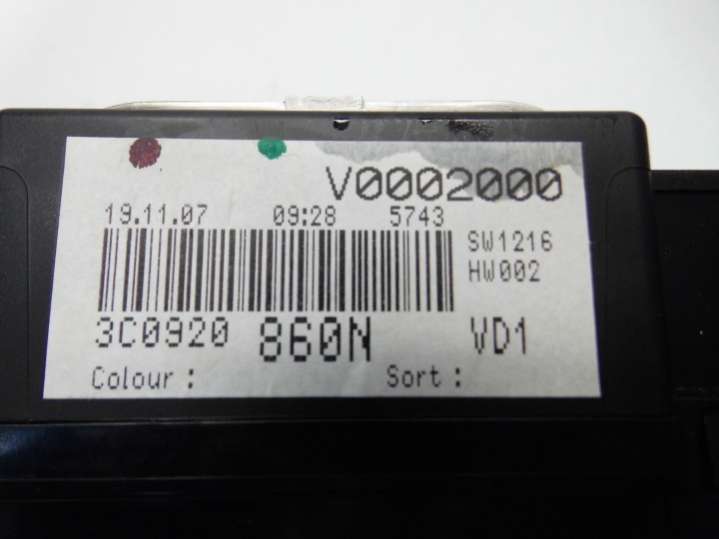 V0002000
19.11.07 09:28 5743
SW1216
HW002
3C0920 860N VD1
Colour : Sort :